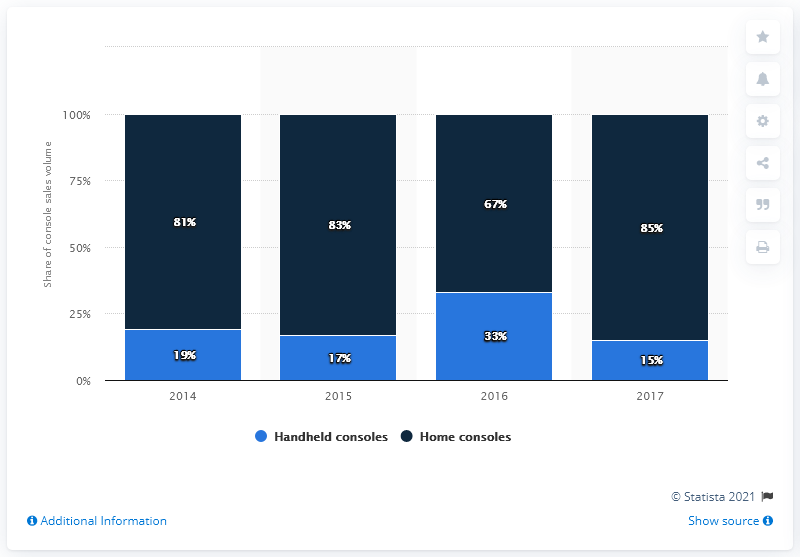 Share of console sales volume
100%
75%
50%
25%
0%
81%
83%
67%
85%
19%
17%
33%
15%
2014
2015
2016
2017
Handheld consoles
Home consoles
© Statista 2021
Additional Information
Show source